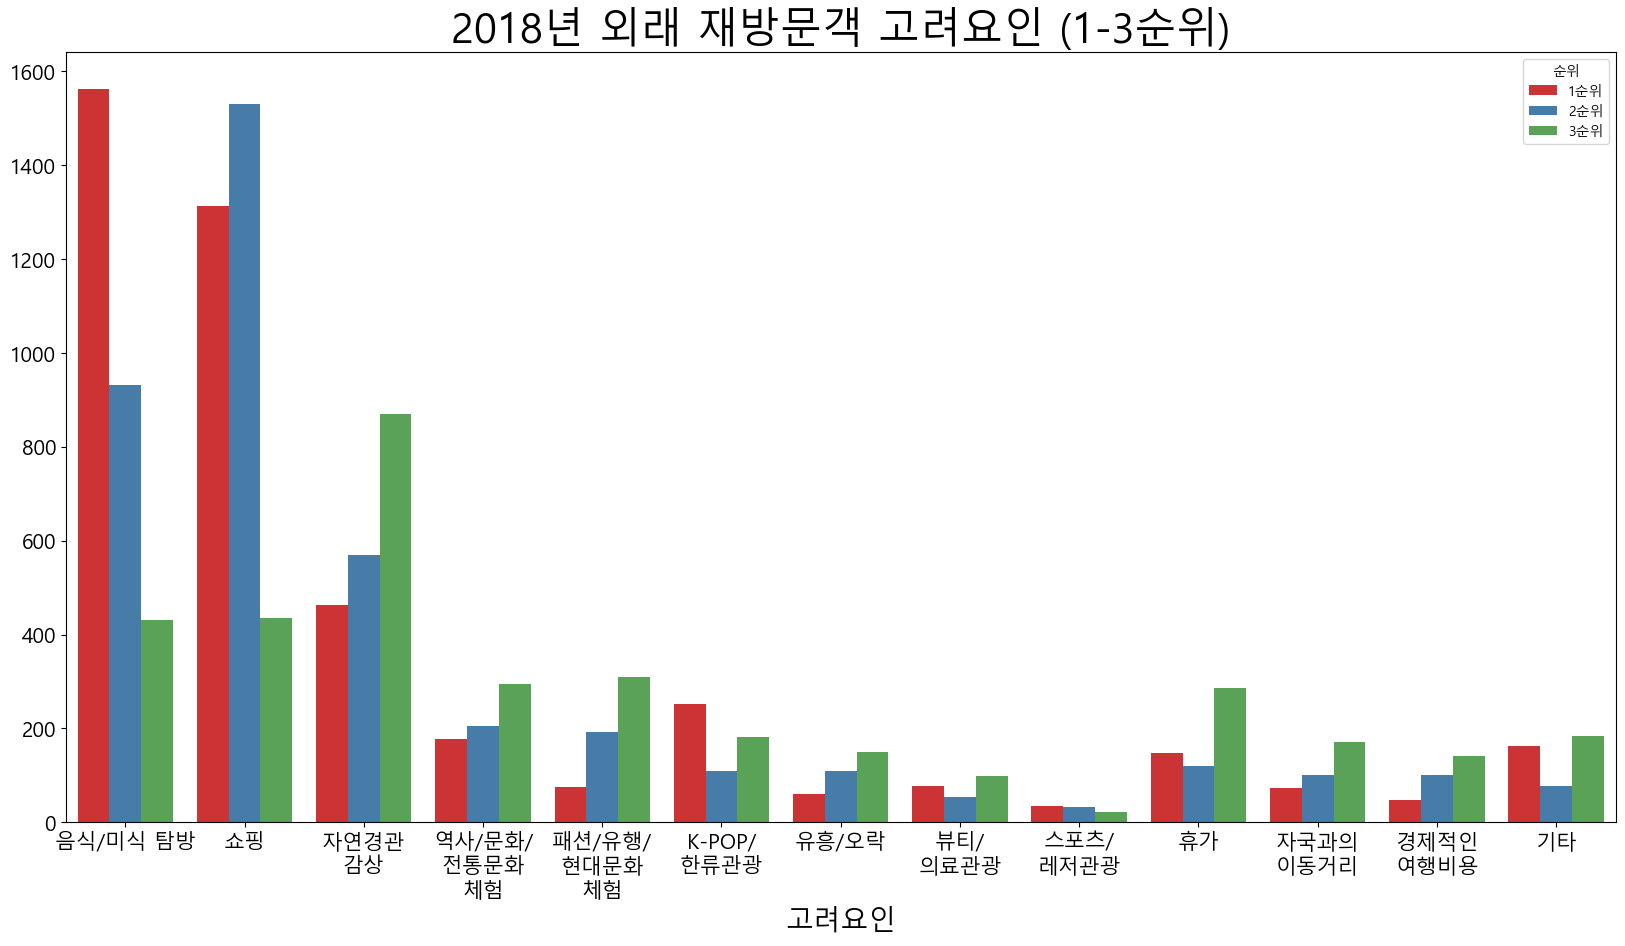 2018년 외래 재방문객 고려요인 (1-3순위)
순위
1순위
2순위
3순위
1600
1400
1200
1000
800
600
400
200
0
음식/미식 탐방
쇼핑
자연경관
감상
역사/문화/
전통문화
체험
패션/유행/
현대문화
체험
K-POP/
한류관광
유흥/오락
뷰티/
의료관광
스포츠/
레저관광
휴가
자국과의
이동거리
경제적인
여행비용
기타
고려요인